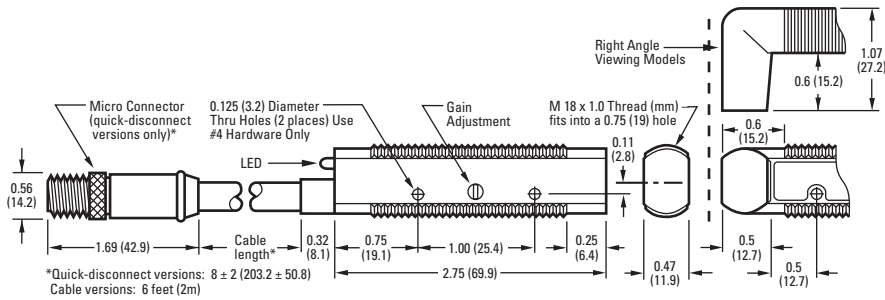 Right Angle
Viewing Models
1.07
(27.2)
0.6 (15.2)
Micro Connector
(quick-disconnect
versions only)*
0.125 (3.2) Diameter
Thru Holes (2 places) Use
#4 Hardware Only
Gain
Adjustment
M 18 x 1.0 Thread (mm)
fits into a 0.75 (19) hole
0.6
(15.2)
0.11
(2.8)
LED
0.56
(14.2)
1.69 (42.9)
Cable
length*
0.32
(8.1)
0.75
(19.1)
1.00 (25.4)
0.25
(6.4)
2.75 (69.9)
0.47
(11.9)
0.5
(12.7)
0.5
(12.7)
*Quick-disconnect versions: 8 ± 2 (203.2 ± 50.8)
Cable versions: 6 feet (2m)